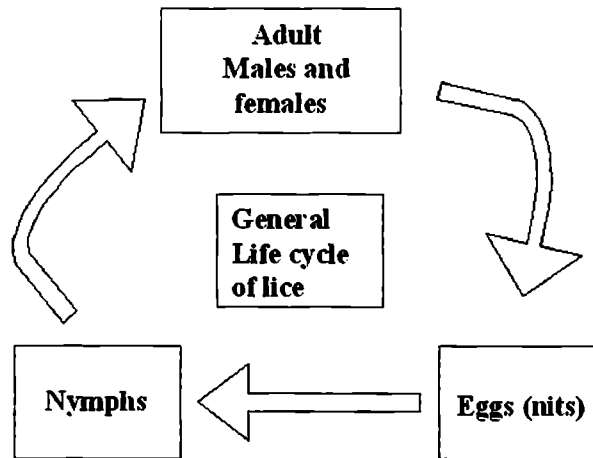 Adult
Males and
females
General
Life cycle
of lice
Nymphs
Eggs (nits)